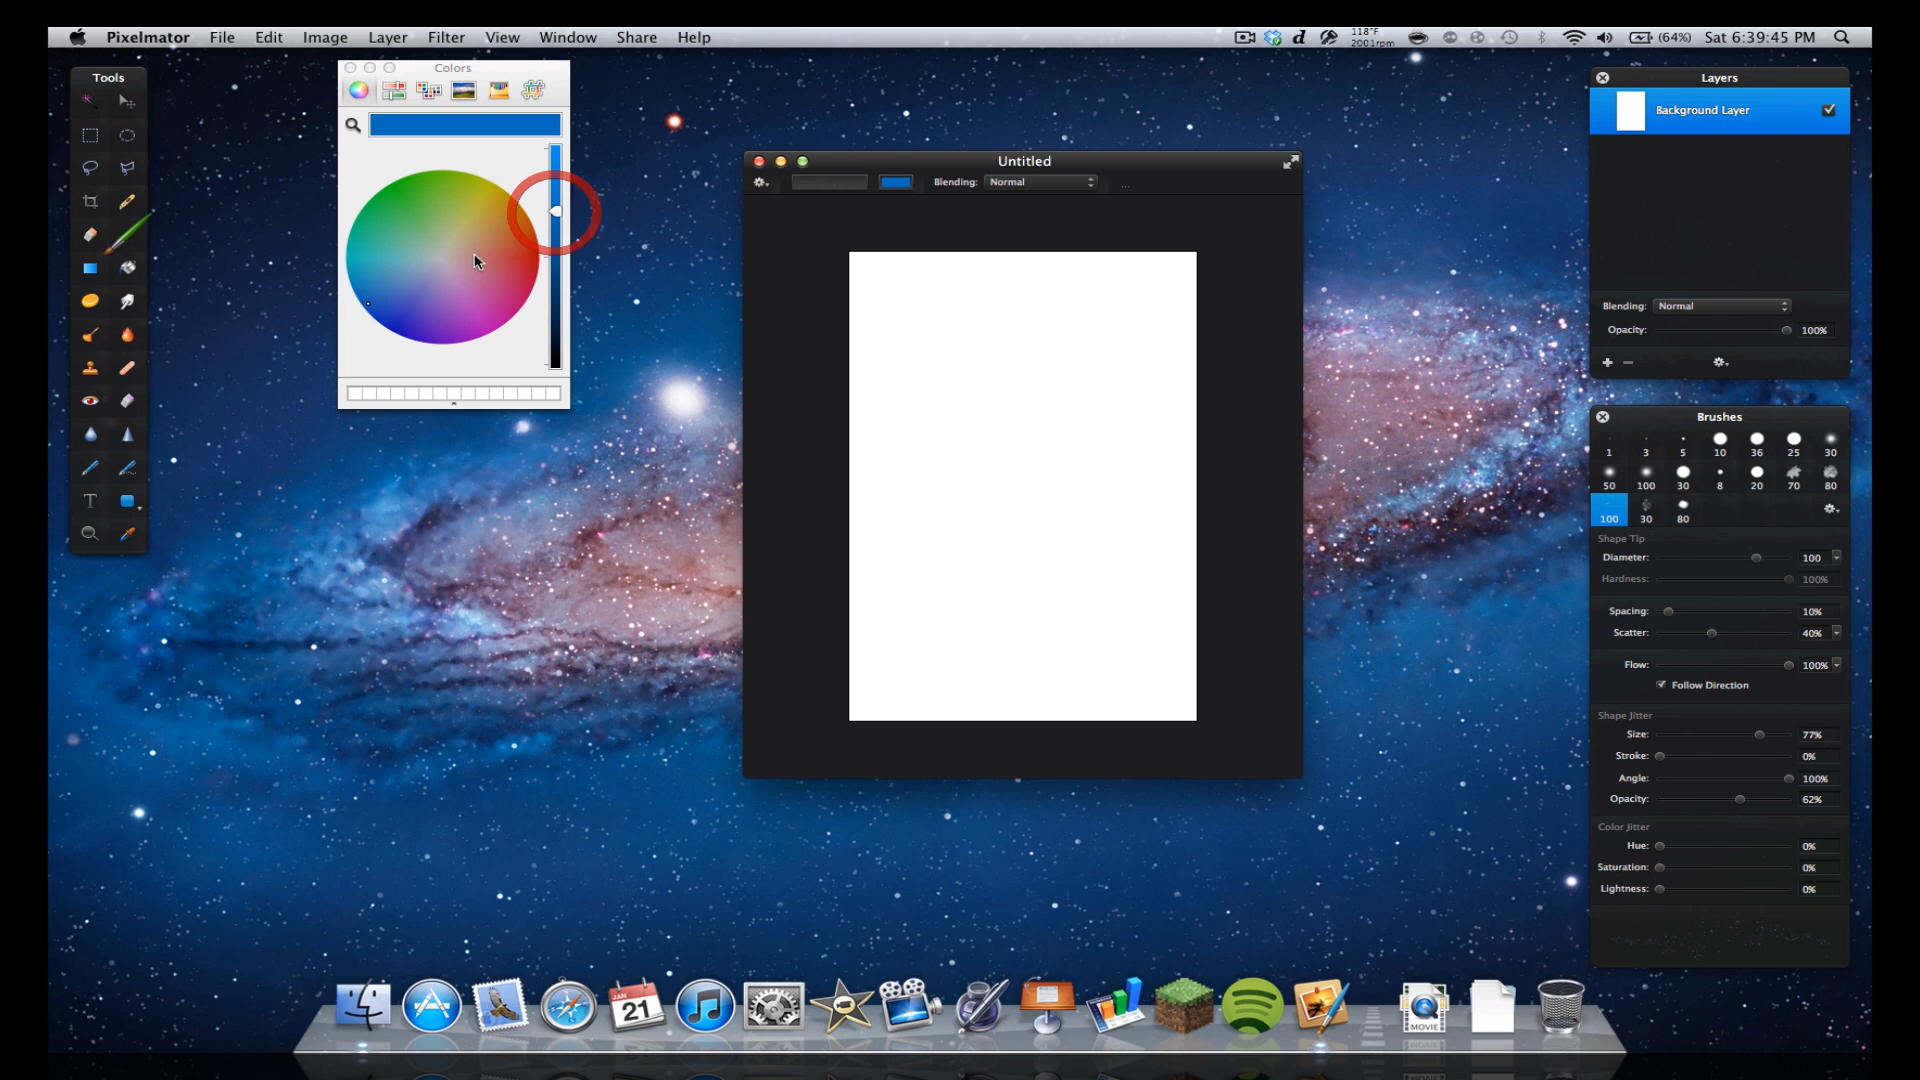 Pixelmator File Edit Image Layer Filter View Window Share Help
d 118°F 2001rpm (64%) Sat 6:39:45 PM
Tools
T
Colors
Untitled
Blending: Normal ...
Layers
Background Layer
Blending: Normal
Opacity: 100%
Brushes
1 3 5 10 36 25 30
50 100 30 8 20 70 80
100 30 80
Shape Tip
Diameter: 100
Hardness: 100%
Spacing: 10%
Scatter: 40%
Flow: 100%
Follow Direction
Shape Jitter
Size: 77%
Stroke: 0%
Angle: 100%
Opacity: 62%
Color Jitter
Hue: 0%
Saturation: 0%
Lightness: 0%
JAN
21
MOVIE